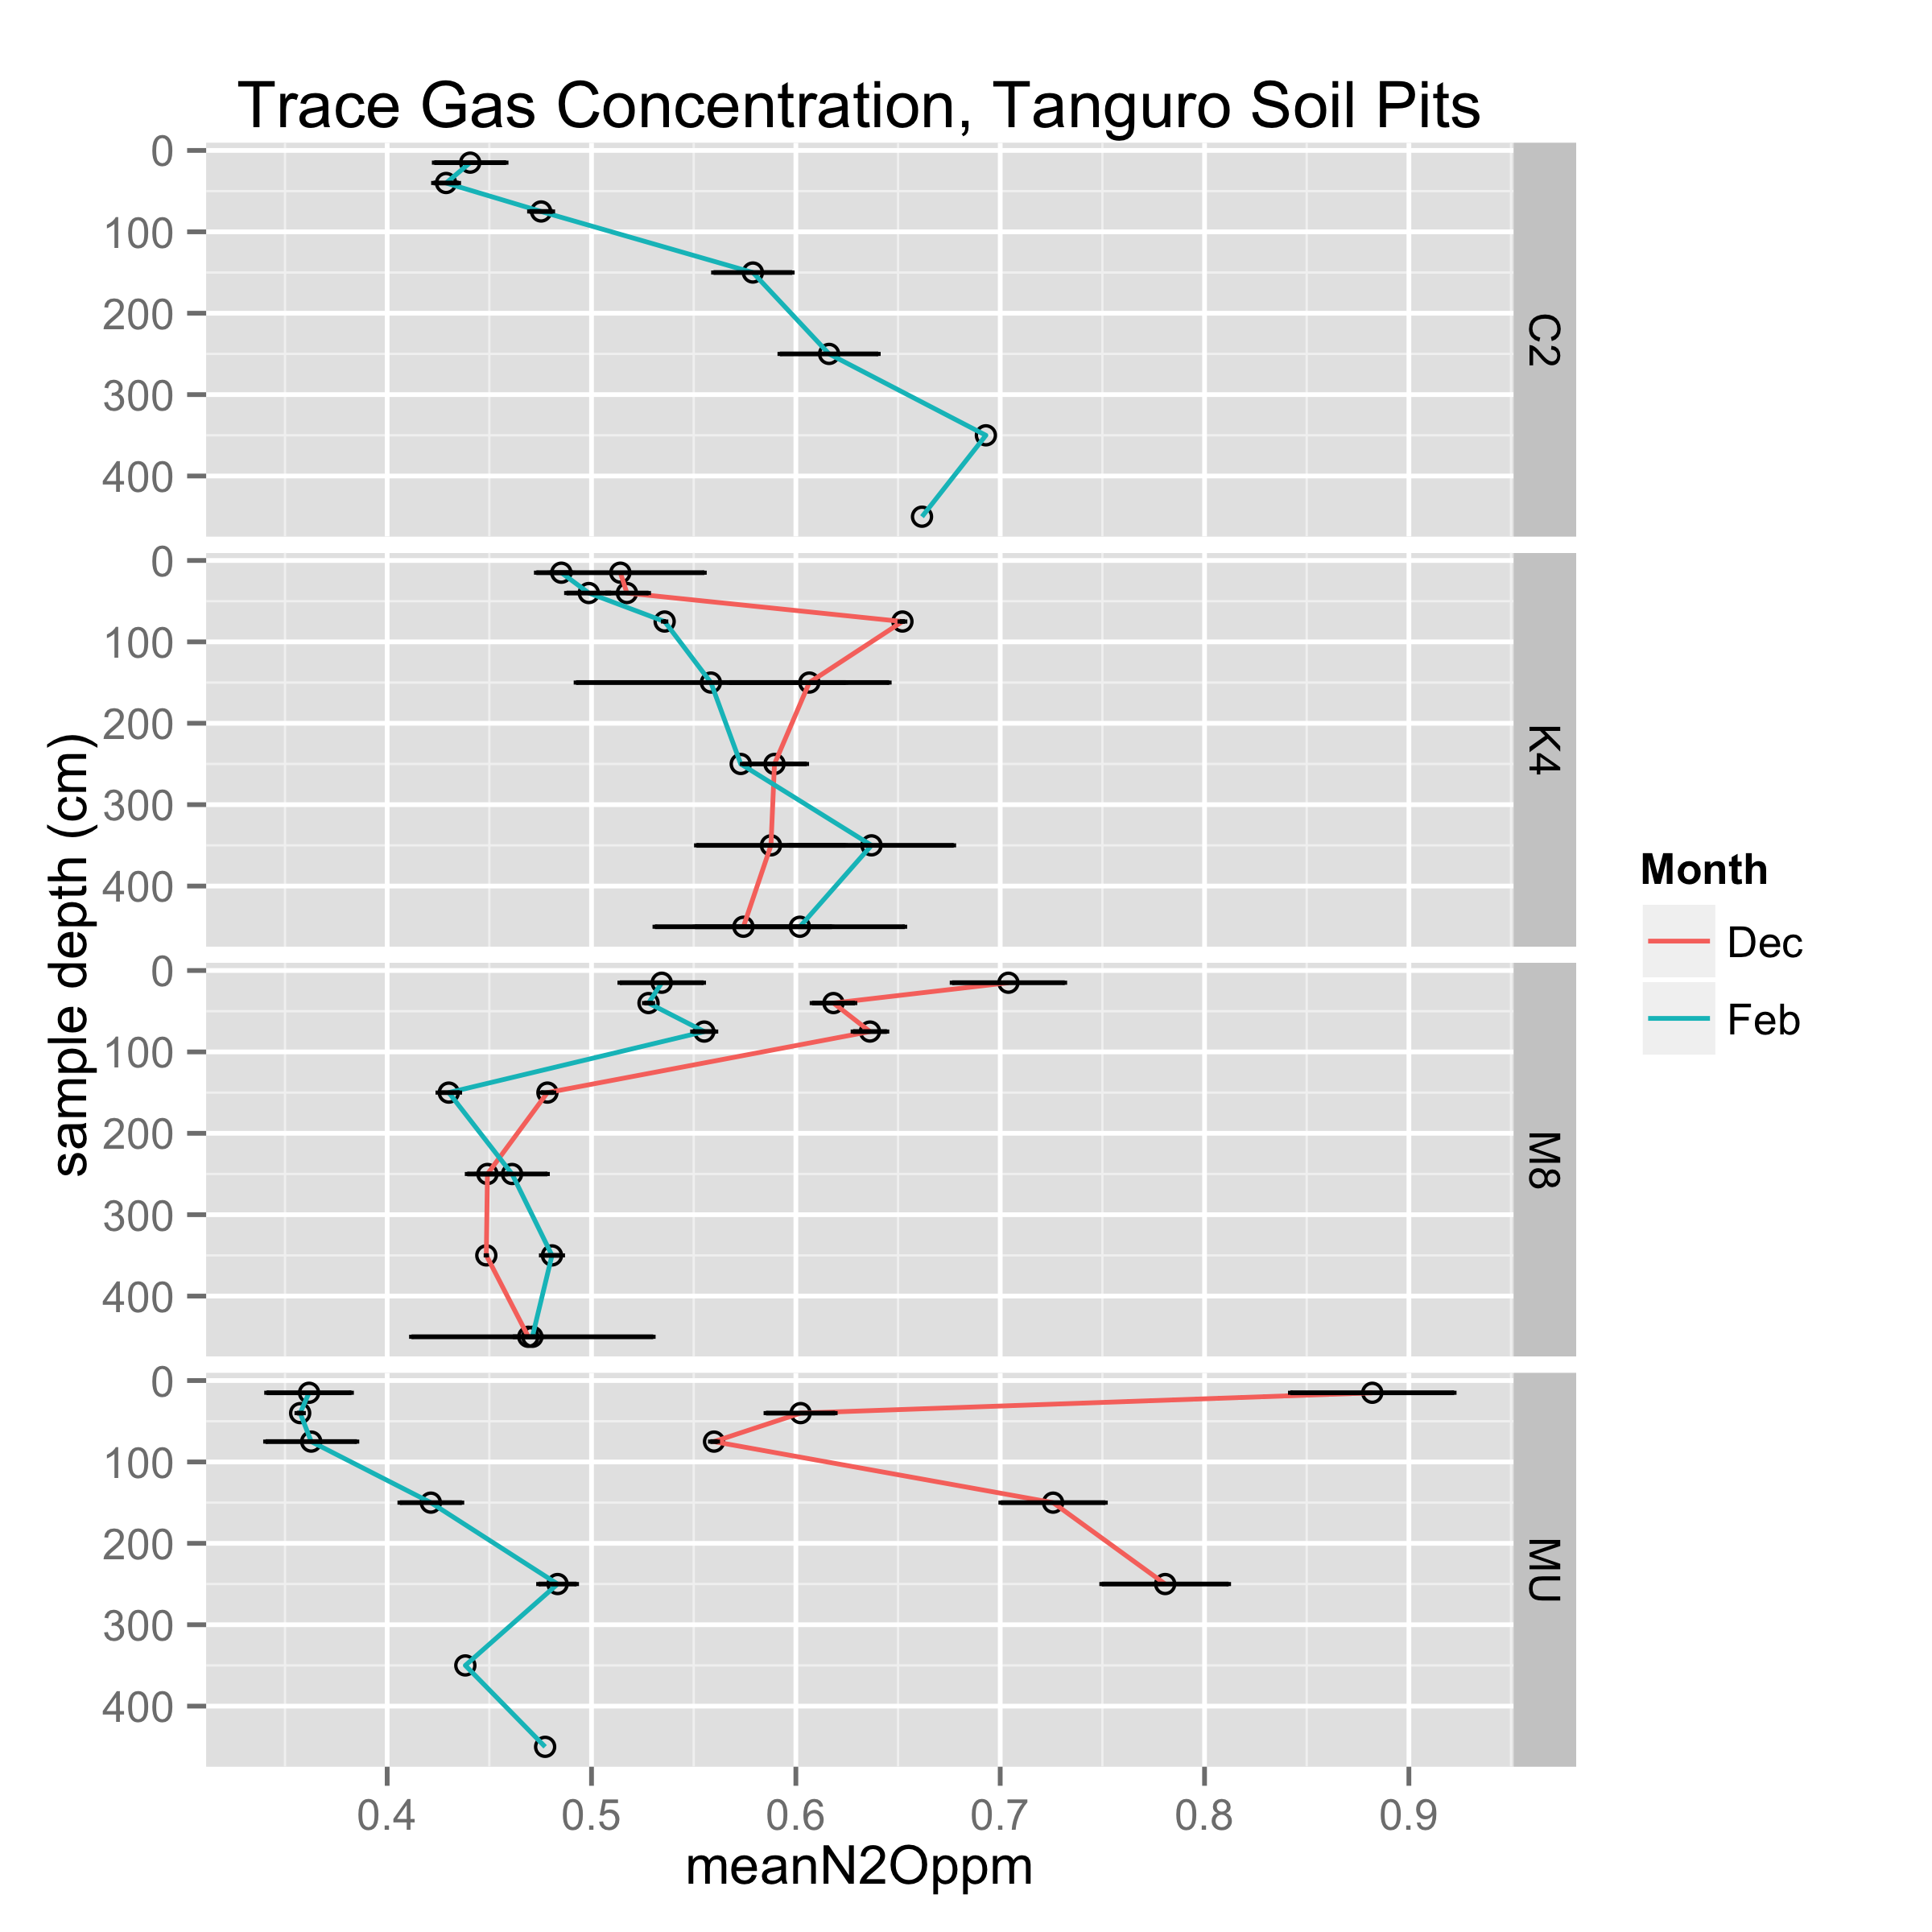 Trace Gas Concentration, Tanguro Soil Pits
0
100
200
300
400
C2
0
100
200
300
400
K4
0
100
200
300
400
M8
0
100
200
300
400
MU
sample depth (cm)
0.4 0.5 0.6 0.7 0.8 0.9
meanN2Oppm
Month
Dec
Feb